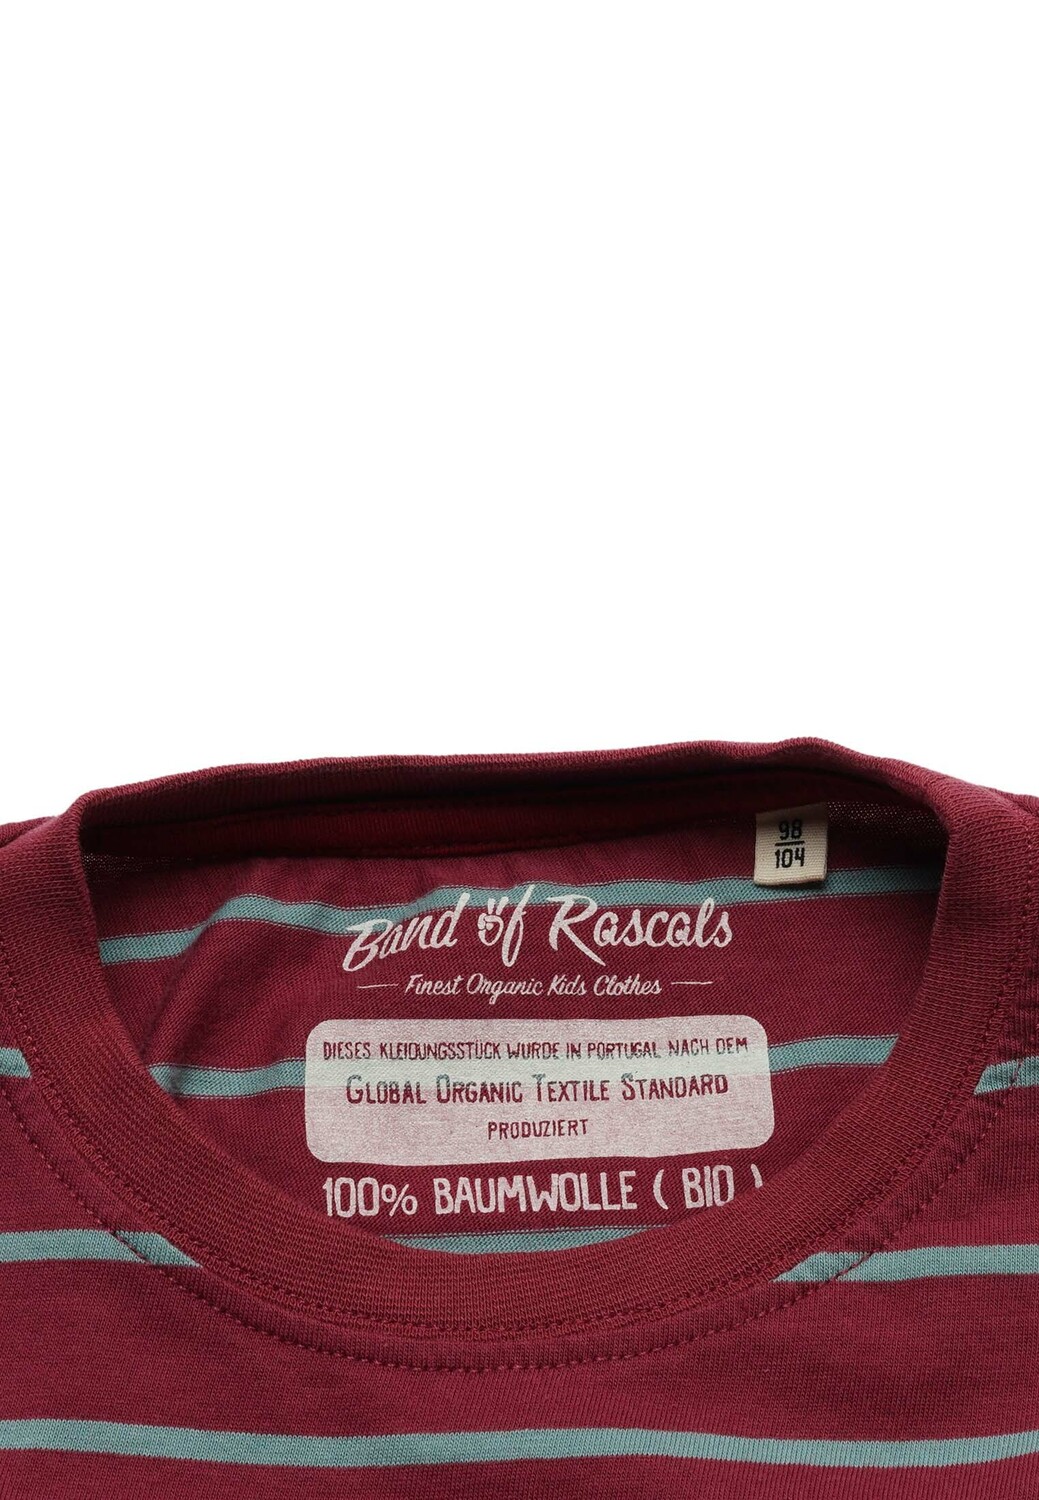 98
104
Band of Rascals
Finest Organic Kids Clothes
DIESES KLEIDUNGSSTÜCK WURDE IN PORTUGAL NACH DEM
GLOBAL ORGANIC TEXTILE STANDARD
PRODUZIERT
100% BAUMWOLLE ( BIO )